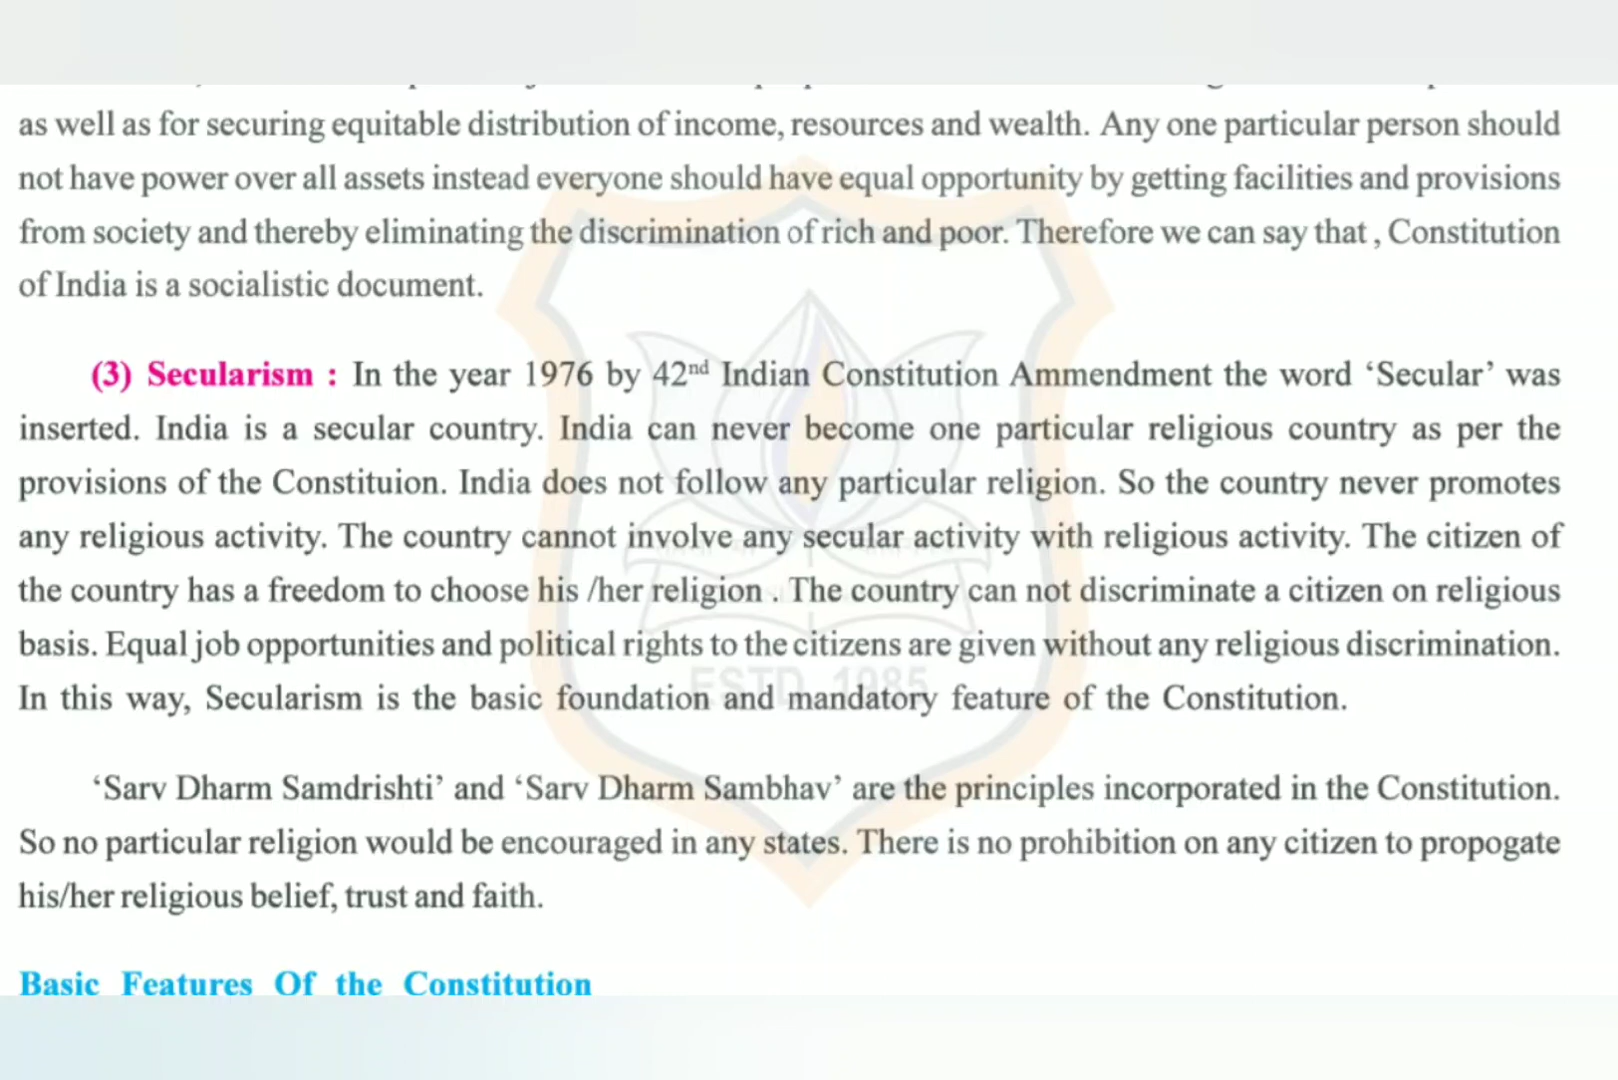 as well as for securing equitable distribution of income, resources and wealth. Any one particular person should
not have power over all assets instead everyone should have equal opportunity by getting facilities and provisions
from society and thereby eliminating the discrimination of rich and poor. Therefore we can say that , Constitution
of India is a socialistic document.
(3) Secularism : In the year 1976 by 42nd Indian Constitution Ammendment the word ‘Secular’ was
inserted. India is a secular country. India can never become one particular religious country as per the
provisions of the Constituion. India does not follow any particular religion. So the country never promotes
any religious activity. The country cannot involve any secular activity with religious activity. The citizen of
the country has a freedom to choose his /her religion . The country can not discriminate a citizen on religious
basis. Equal job opportunities and political rights to the citizens are given without any religious discrimination.
In this way, Secularism is the basic foundation and mandatory feature of the Constitution.
ESTD. 1985
‘Sarv Dharm Samdrishti’ and ‘Sarv Dharm Sambhav’ are the principles incorporated in the Constitution.
So no particular religion would be encouraged in any states. There is no prohibition on any citizen to propogate
his/her religious belief, trust and faith.
Basic Features Of the Constitution